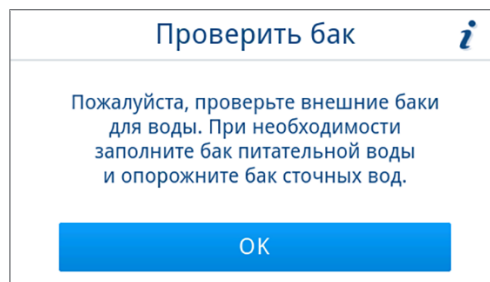 Проверить бак
i
Пожалуйста, проверьте внешние баки
для воды. При необходимости
заполните бак питательной воды
и опорожните бак сточных вод.
OK